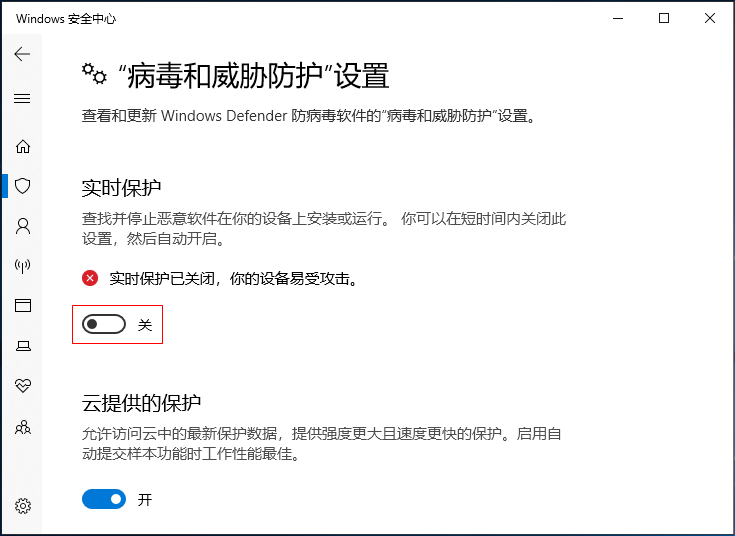 Windows 安全中心
“病毒和威胁防护”设置
查看和更新 Windows Defender 防病毒软件的“病毒和威胁防护”设置。
实时保护
查找并停止恶意软件在你的设备上安装或运行。 你可以在短时间内关闭此
设置，然后自动开启。
实时保护已关闭，你的设备易受攻击。
关
云提供的保护
允许访问云中的最新保护数据，提供强度更大且速度更快的保护。启用自
动提交样本功能时工作性能最佳。
开